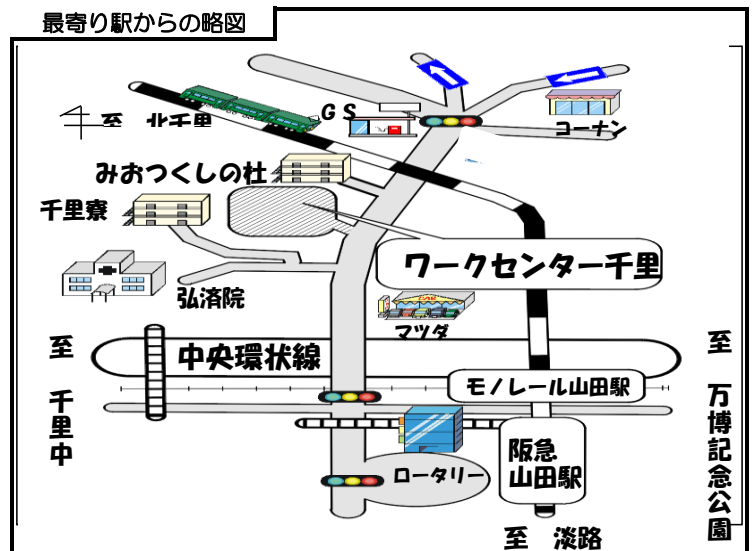 最寄り駅からの略図
至 北千里
GS
コーナン
みおつくしの杜
千里寮
ワークセンター千里
弘済院
マツダ
至 千里中
中央環状線
至 万博記念公園
モノレール山田駅
阪急
山田駅
ロータリー
至 淡路